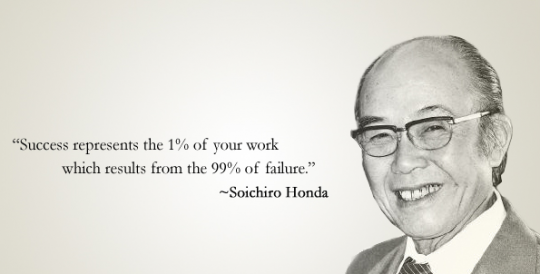 “Success represents the 1% of your work
which results from the 99% of failure.”
~Soichiro Honda